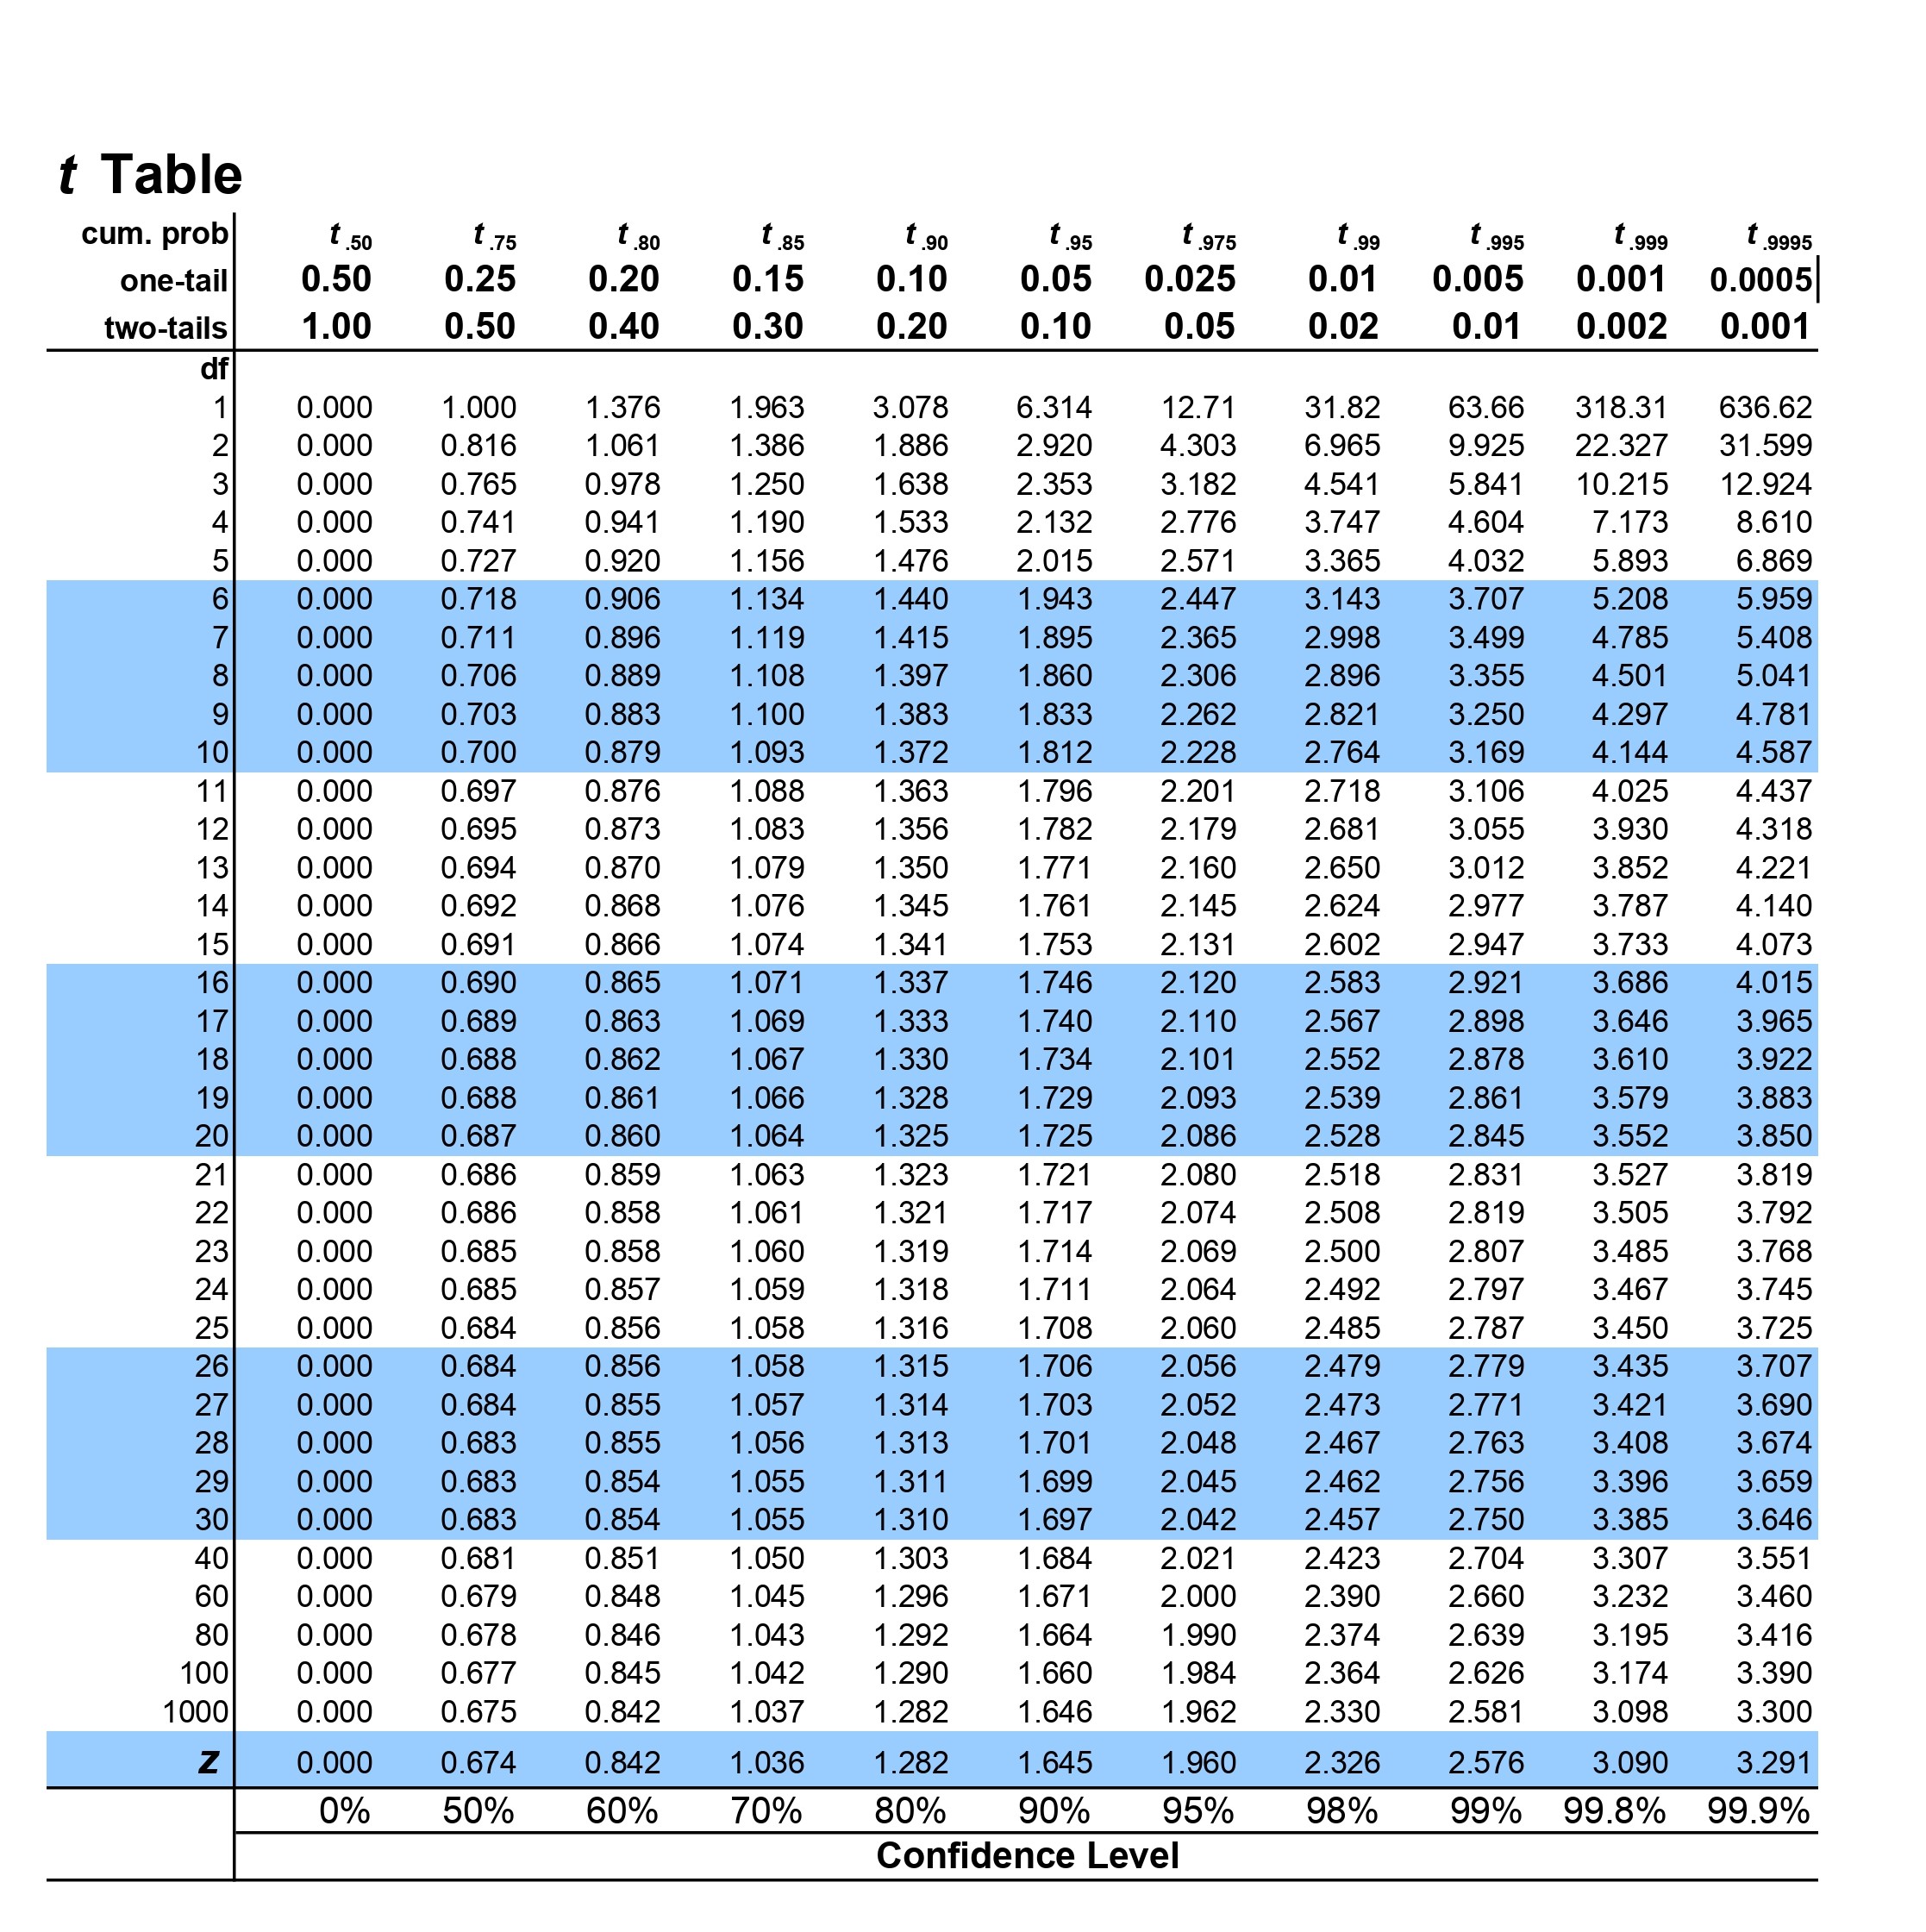 t Table
cum. prob t .50 t .75 t .80 t .85 t .90 t .95 t .975 t .99 t .995 t .999 t .9995
one-tail 0.50 0.25 0.20 0.15 0.10 0.05 0.025 0.01 0.005 0.001 0.0005
two-tails 1.00 0.50 0.40 0.30 0.20 0.10 0.05 0.02 0.01 0.002 0.001
df
1 0.000 1.000 1.376 1.963 3.078 6.314 12.71 31.82 63.66 318.31 636.62
2 0.000 0.816 1.061 1.386 1.886 2.920 4.303 6.965 9.925 22.327 31.599
3 0.000 0.765 0.978 1.250 1.638 2.353 3.182 4.541 5.841 10.215 12.924
4 0.000 0.741 0.941 1.190 1.533 2.132 2.776 3.747 4.604 7.173 8.610
5 0.000 0.727 0.920 1.156 1.476 2.015 2.571 3.365 4.032 5.893 6.869
6 0.000 0.718 0.906 1.134 1.440 1.943 2.447 3.143 3.707 5.208 5.959
7 0.000 0.711 0.896 1.119 1.415 1.895 2.365 2.998 3.499 4.785 5.408
8 0.000 0.706 0.889 1.108 1.397 1.860 2.306 2.896 3.355 4.501 5.041
9 0.000 0.703 0.883 1.100 1.383 1.833 2.262 2.821 3.250 4.297 4.781
10 0.000 0.700 0.879 1.093 1.372 1.812 2.228 2.764 3.169 4.144 4.587
11 0.000 0.697 0.876 1.088 1.363 1.796 2.201 2.718 3.106 4.025 4.437
12 0.000 0.695 0.873 1.083 1.356 1.782 2.179 2.681 3.055 3.930 4.318
13 0.000 0.694 0.870 1.079 1.350 1.771 2.160 2.650 3.012 3.852 4.221
14 0.000 0.692 0.868 1.076 1.345 1.761 2.145 2.624 2.977 3.787 4.140
15 0.000 0.691 0.866 1.074 1.341 1.753 2.131 2.602 2.947 3.733 4.073
16 0.000 0.690 0.865 1.071 1.337 1.746 2.120 2.583 2.921 3.686 4.015
17 0.000 0.689 0.863 1.069 1.333 1.740 2.110 2.567 2.898 3.646 3.965
18 0.000 0.688 0.862 1.067 1.330 1.734 2.101 2.552 2.878 3.610 3.922
19 0.000 0.688 0.861 1.066 1.328 1.729 2.093 2.539 2.861 3.579 3.883
20 0.000 0.687 0.860 1.064 1.325 1.725 2.086 2.528 2.845 3.552 3.850
21 0.000 0.686 0.859 1.063 1.323 1.721 2.080 2.518 2.831 3.527 3.819
22 0.000 0.686 0.858 1.061 1.321 1.717 2.074 2.508 2.819 3.505 3.792
23 0.000 0.685 0.858 1.060 1.319 1.714 2.069 2.500 2.807 3.485 3.768
24 0.000 0.685 0.857 1.059 1.318 1.711 2.064 2.492 2.797 3.467 3.745
25 0.000 0.684 0.856 1.058 1.316 1.708 2.060 2.485 2.787 3.450 3.725
26 0.000 0.684 0.856 1.058 1.315 1.706 2.056 2.479 2.779 3.435 3.707
27 0.000 0.684 0.855 1.057 1.314 1.703 2.052 2.473 2.771 3.421 3.690
28 0.000 0.683 0.855 1.056 1.313 1.701 2.048 2.467 2.763 3.408 3.674
29 0.000 0.683 0.854 1.055 1.311 1.699 2.045 2.462 2.756 3.396 3.659
30 0.000 0.683 0.854 1.055 1.310 1.697 2.042 2.457 2.750 3.385 3.646
40 0.000 0.681 0.851 1.050 1.303 1.684 2.021 2.423 2.704 3.307 3.551
60 0.000 0.679 0.848 1.045 1.296 1.671 2.000 2.390 2.660 3.232 3.460
80 0.000 0.678 0.846 1.043 1.292 1.664 1.990 2.374 2.639 3.195 3.416
100 0.000 0.677 0.845 1.042 1.290 1.660 1.984 2.364 2.626 3.174 3.390
1000 0.000 0.675 0.842 1.037 1.282 1.646 1.962 2.330 2.581 3.098 3.300
z 0.000 0.674 0.842 1.036 1.282 1.645 1.960 2.326 2.576 3.090 3.291
0% 50% 60% 70% 80% 90% 95% 98% 99% 99.8% 99.9%
Confidence Level